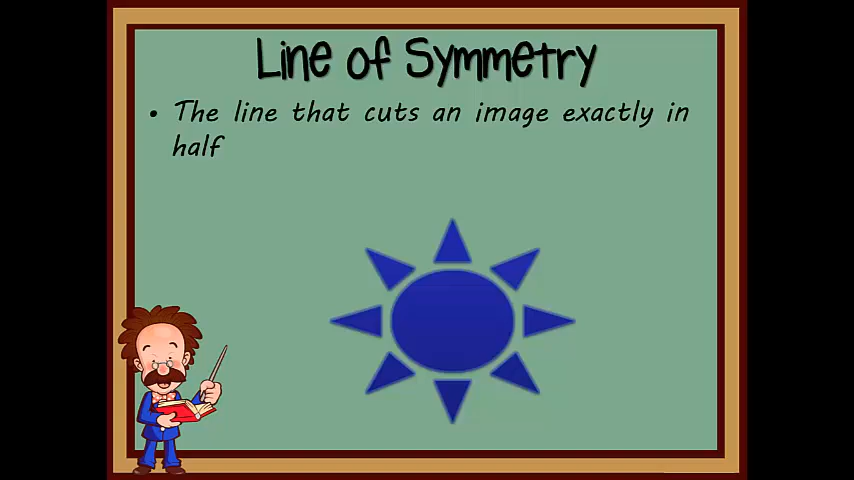 Line of Symmetry
• The line that cuts an image exactly in
half